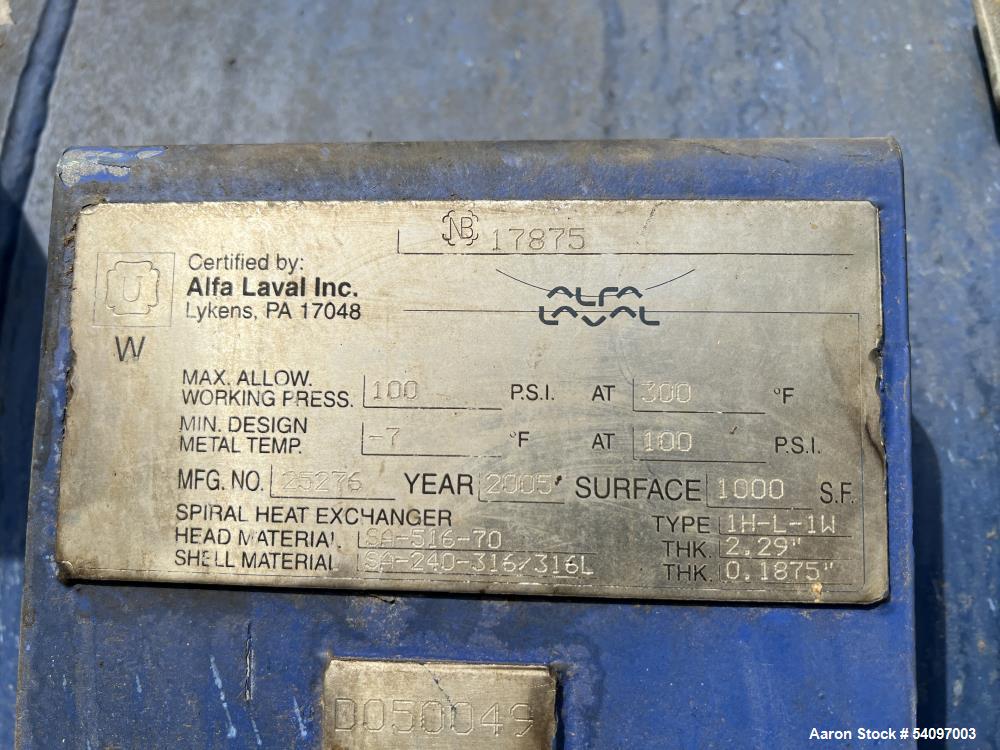 NB 17875
U
Certified by:
Alfa Laval Inc.
Lykens, PA 17048
ALFA
LAVAL
W
MAX. ALLOW.
WORKING PRESS. 100 P.S.I. AT 300 °F
MIN. DESIGN
METAL TEMP. -7 °F AT 100 P.S.I.
MFG. NO. 25276 YEAR 2005 SURFACE 1000 S.F.
SPIRAL HEAT EXCHANGER TYPE 1H-L-1W
HEAD MATERIAL SA-516-70 THK. 2.29"
SHELL MATERIAL SA-240-316/316L THK. 0.1875"
D050049
Aaron Stock # 54097003